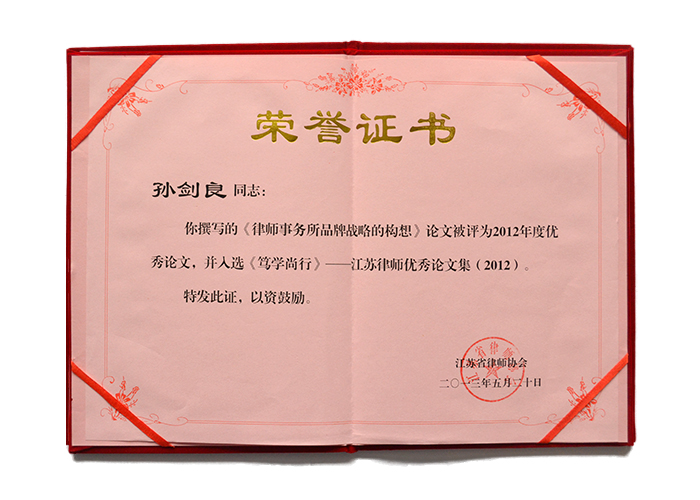 荣誉证书
孙剑良同志：
你撰写的《律师事务所品牌战略的构想》论文被评为2012年度优
秀论文，并入选《笃学尚行》——江苏律师优秀论文集（2012）。
特发此证，以资鼓励。
江苏省律师协会
二〇一三年五月二十日